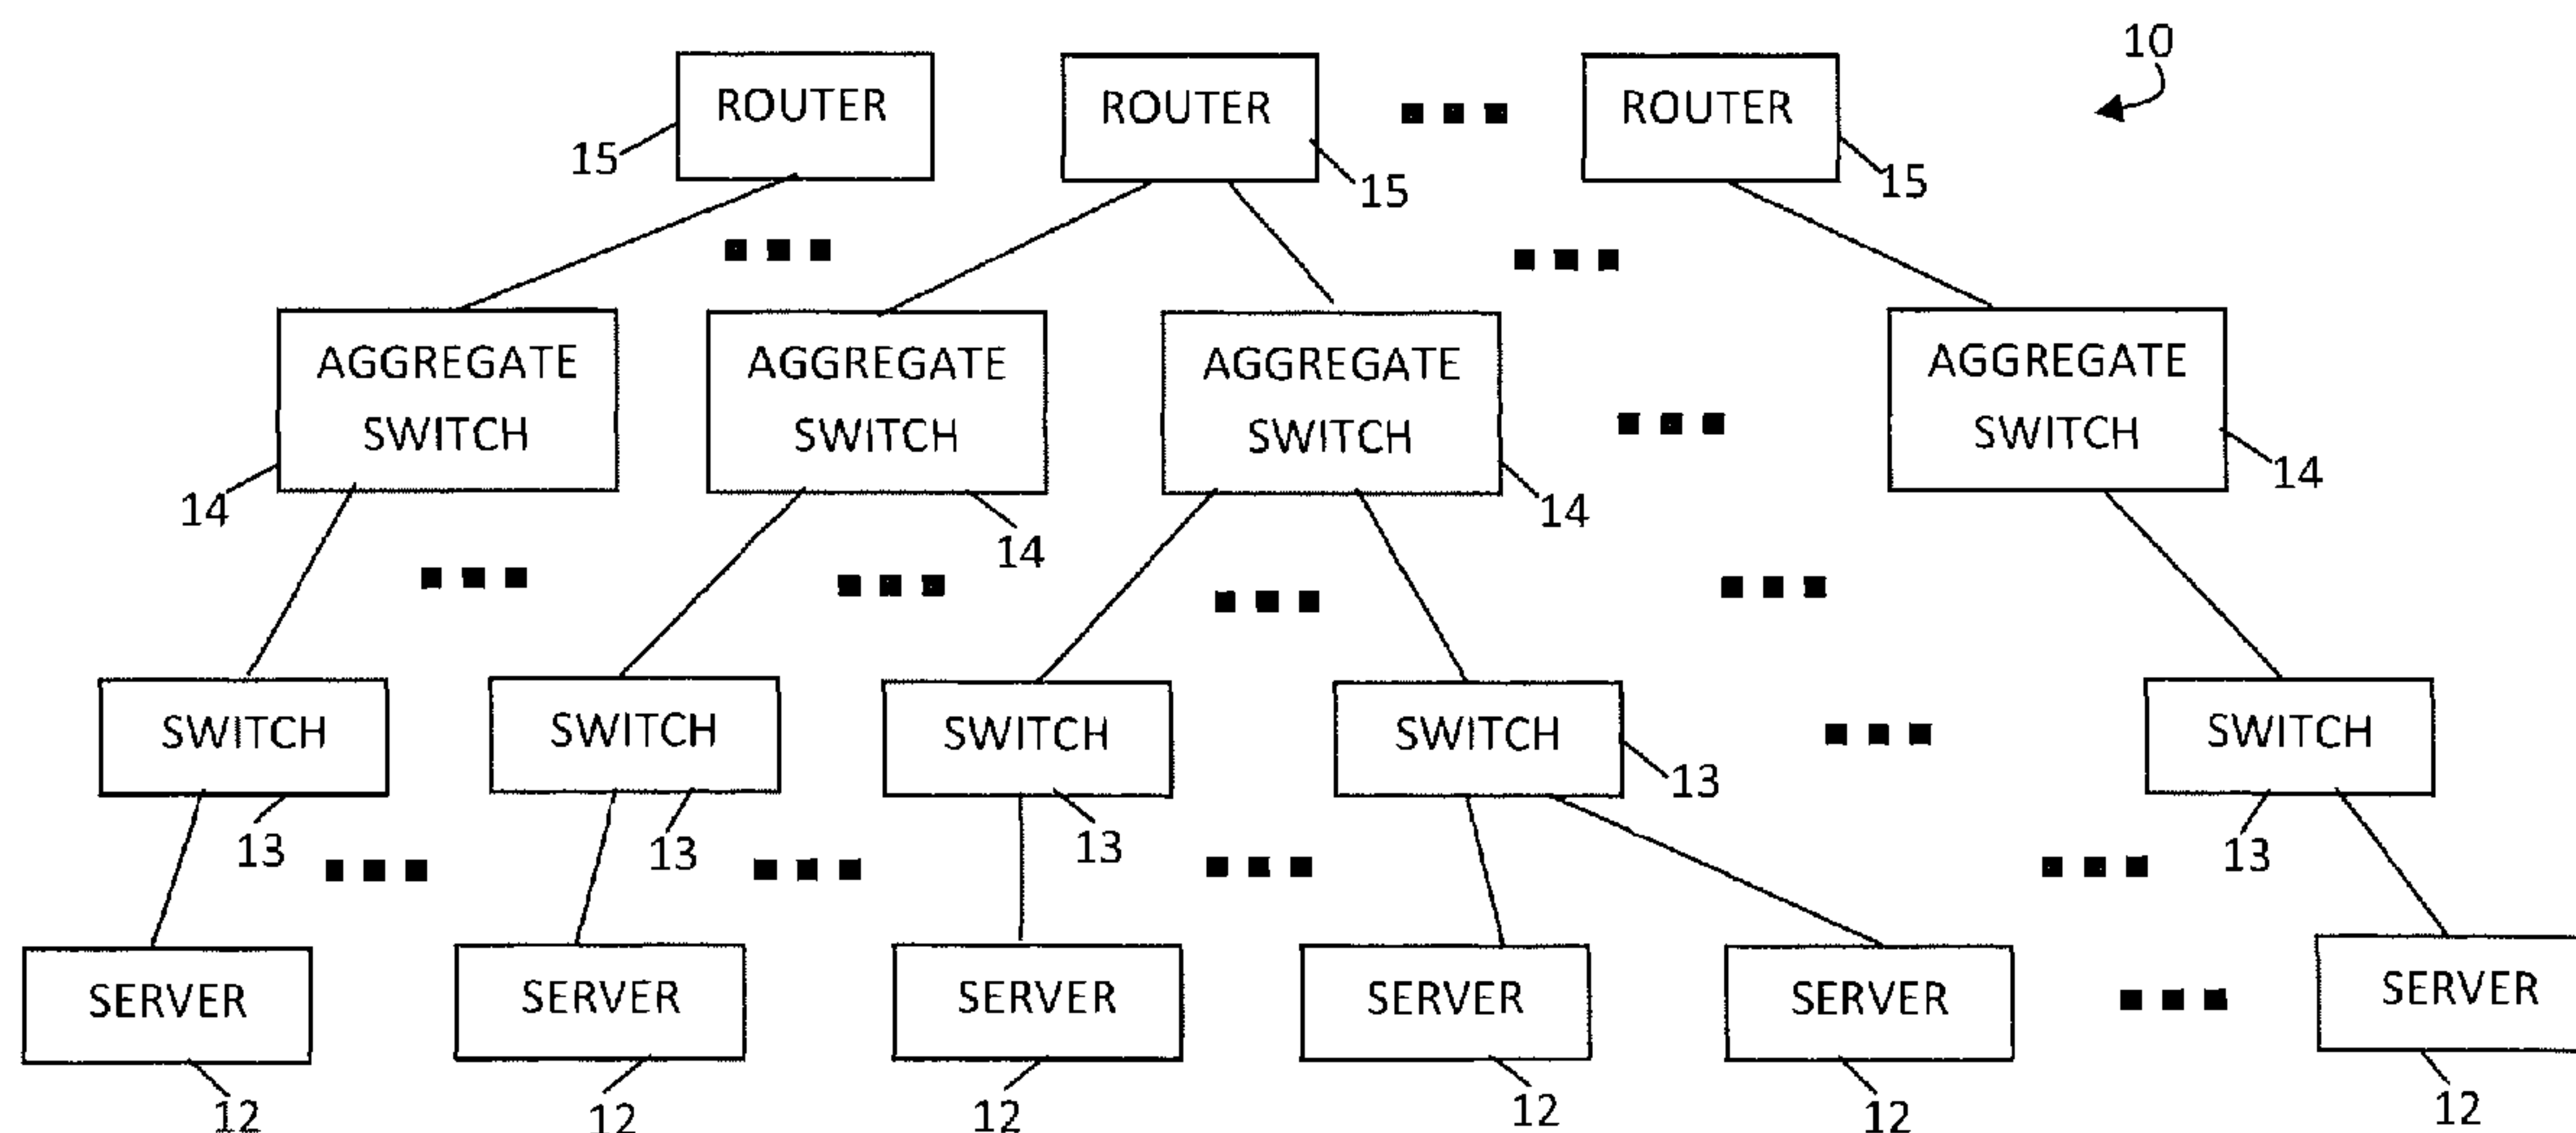 10
ROUTER
ROUTER
ROUTER
15
15
15
AGGREGATE
SWITCH
AGGREGATE
SWITCH
AGGREGATE
SWITCH
AGGREGATE
SWITCH
14
14
14
14
SWITCH
SWITCH
SWITCH
SWITCH
SWITCH
13
13
13
13
13
SERVER
SERVER
SERVER
SERVER
SERVER
SERVER
12
12
12
12
12
12